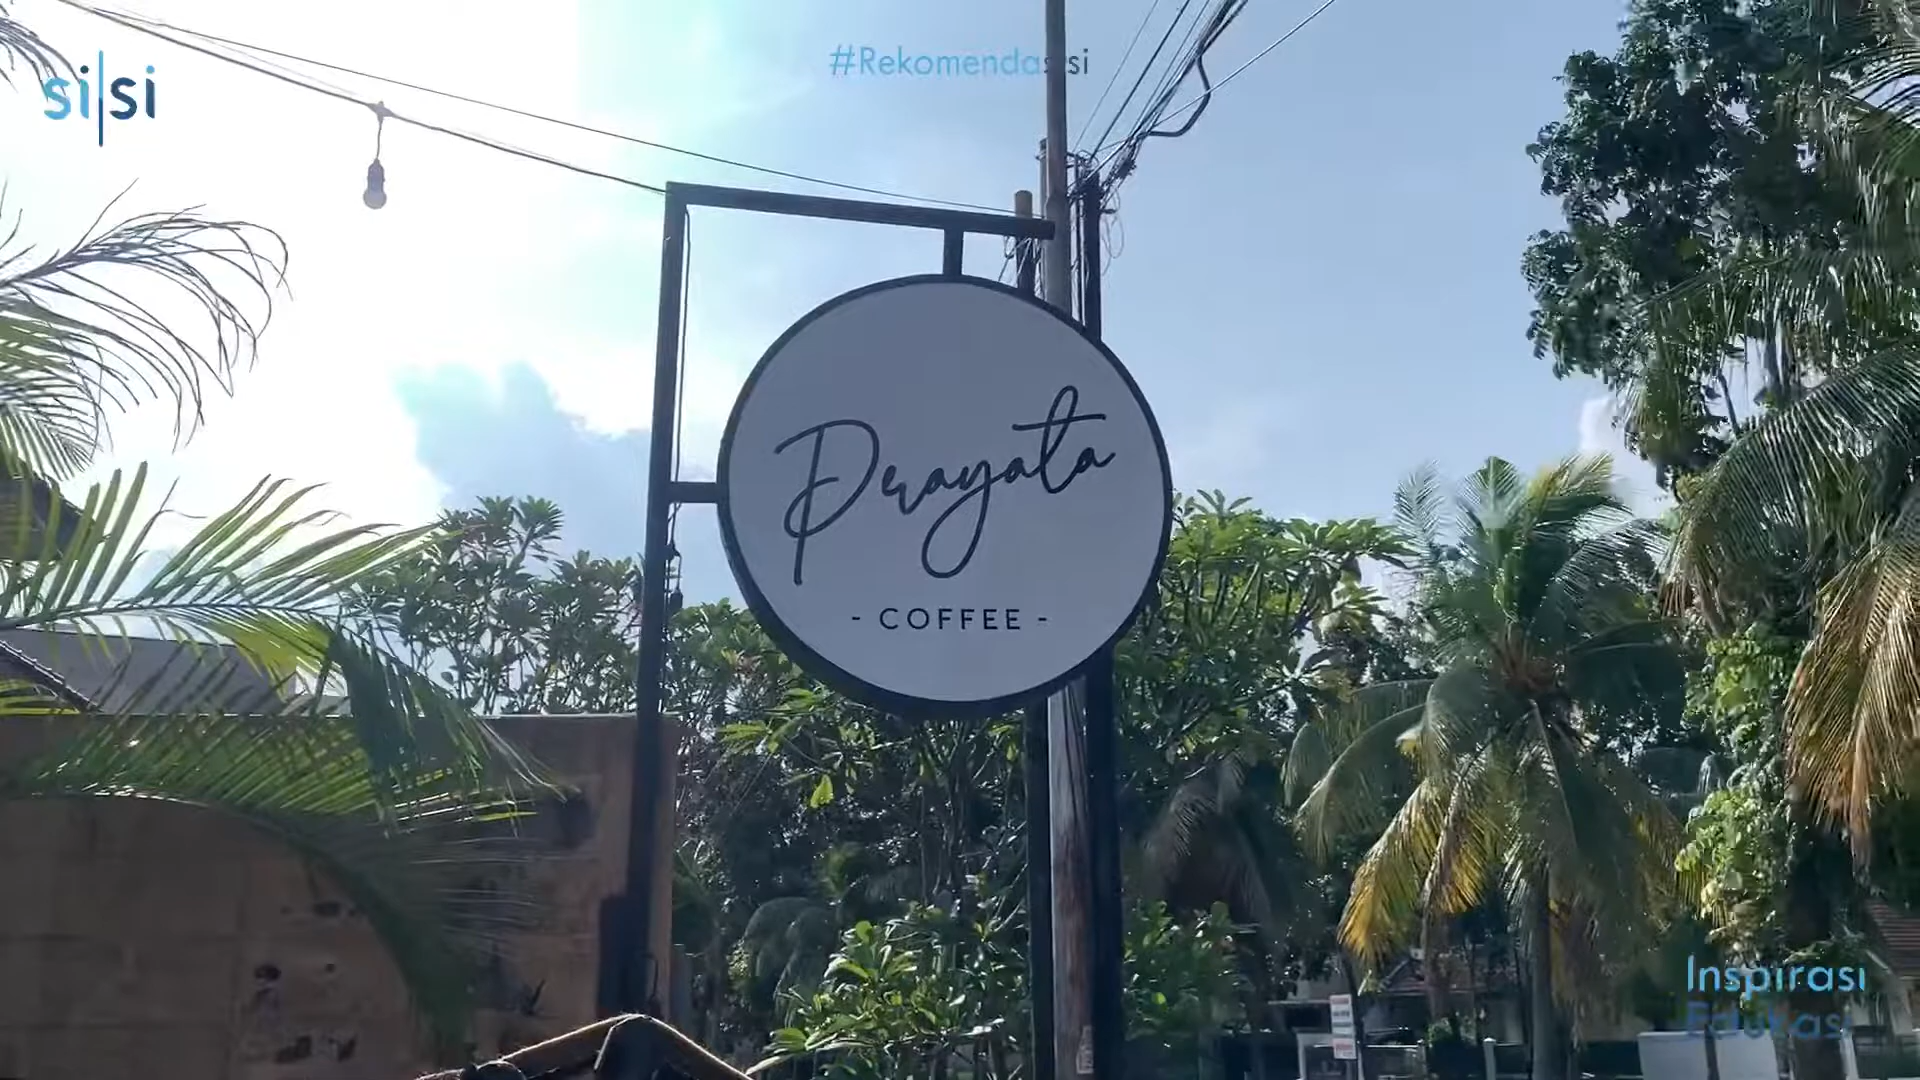 si|si
#Rekomendasisi
Prayata
- COFFEE -
Inspirasi
Edukasi